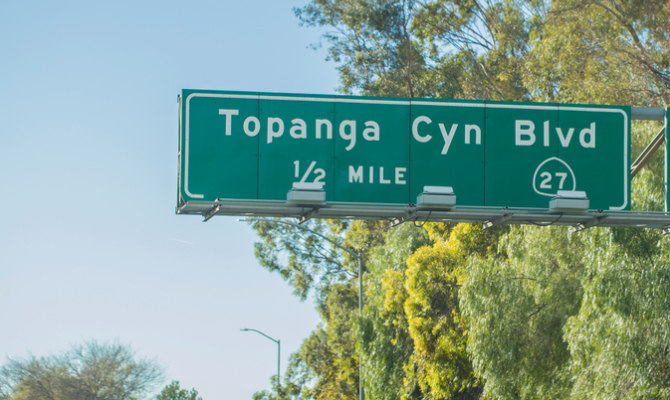 Topanga Cyn Blvd
1/2 MILE
27